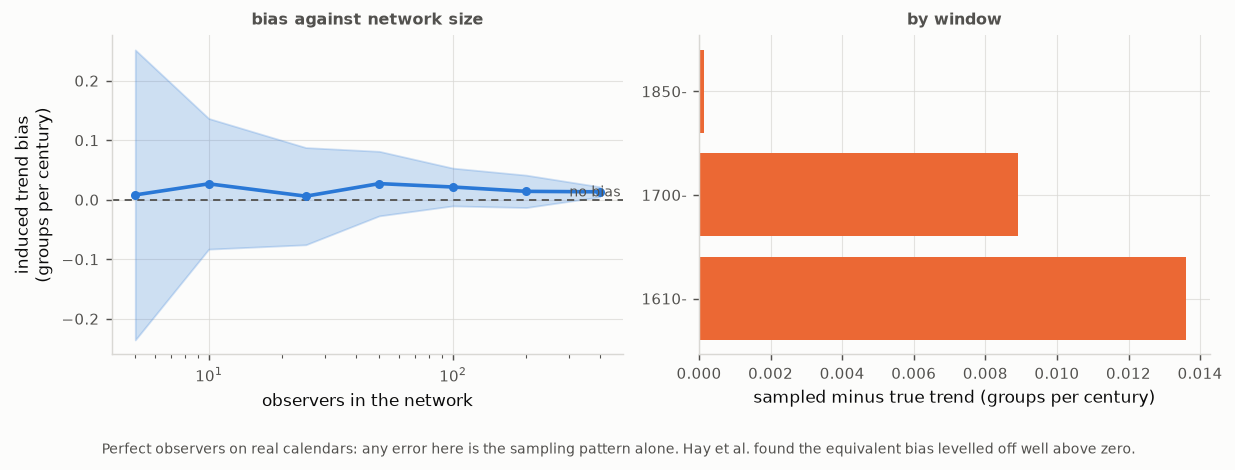 bias against network size
induced trend bias
(groups per century)
0.2
0.1
0.0
−0.1
−0.2
no bias
10¹
10²
observers in the network
by window
1850-
1700-
1610-
0.000 0.002 0.004 0.006 0.008 0.010 0.012 0.014
sampled minus true trend (groups per century)
Perfect observers on real calendars: any error here is the sampling pattern alone. Hay et al. found the equivalent bias levelled off well above zero.